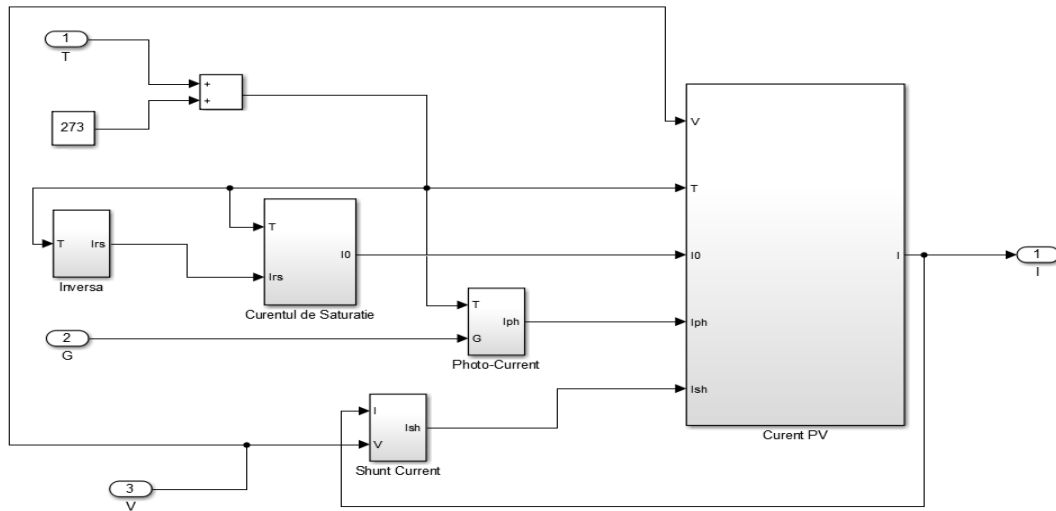 1
T
+
+
273
V
T
T
Irs
Inversa
T
Irs
I0
Curentul de Saturatie
I0
I
1
I
T
G
Iph
Photo-Current
Iph
2
G
Ish
Curent PV
I
V
Ish
Shunt Current
3
V